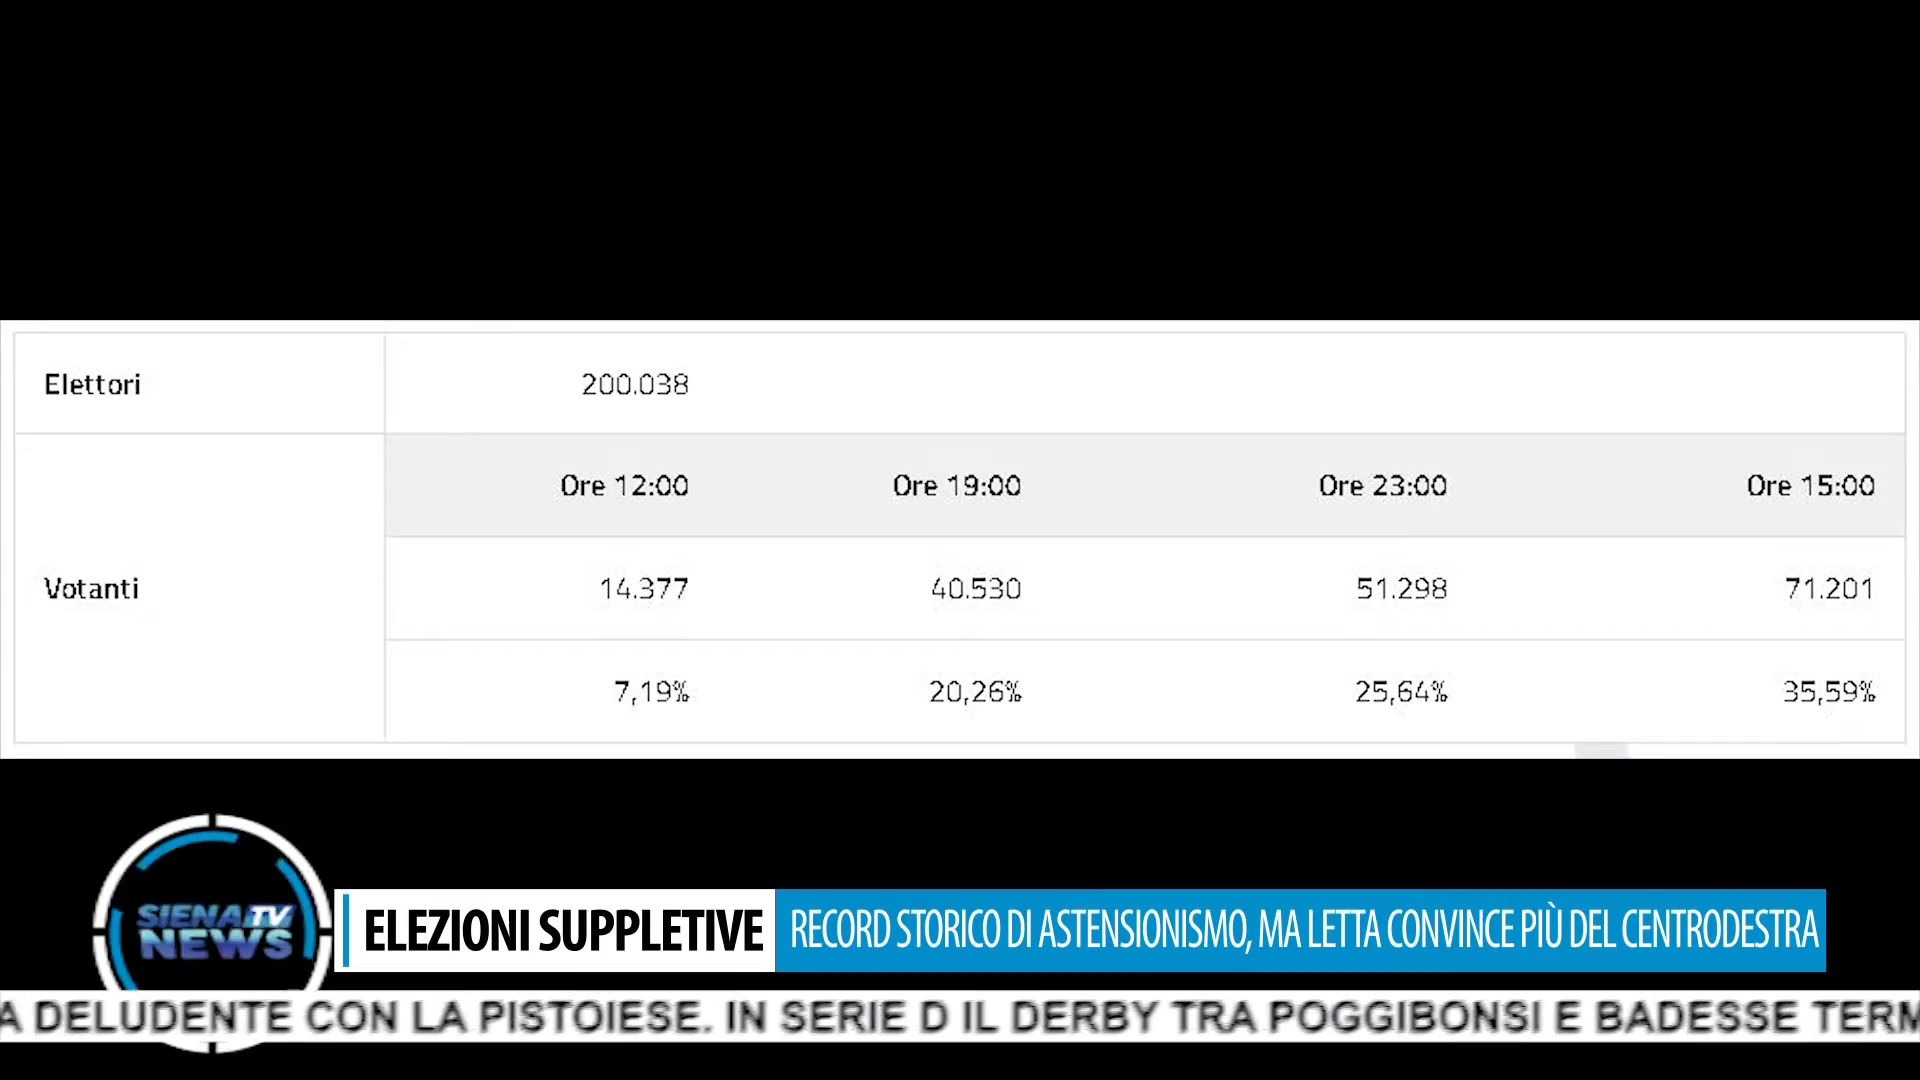 Elettori 200.038
Ore 12:00 Ore 19:00 Ore 23:00 Ore 15:00
Votanti 14.377 40.530 51.298 71.201
7,19% 20,26% 25,64% 35,59%
SIENA TV
NEWS
ELEZIONI SUPPLETIVE RECORD STORICO DI ASTENSIONISMO, MA LETTA CONVINCE PIÙ DEL CENTRODESTRA
A DELUDENTE CON LA PISTOIESE. IN SERIE D IL DERBY TRA POGGIBONSI E BADESSE TERM